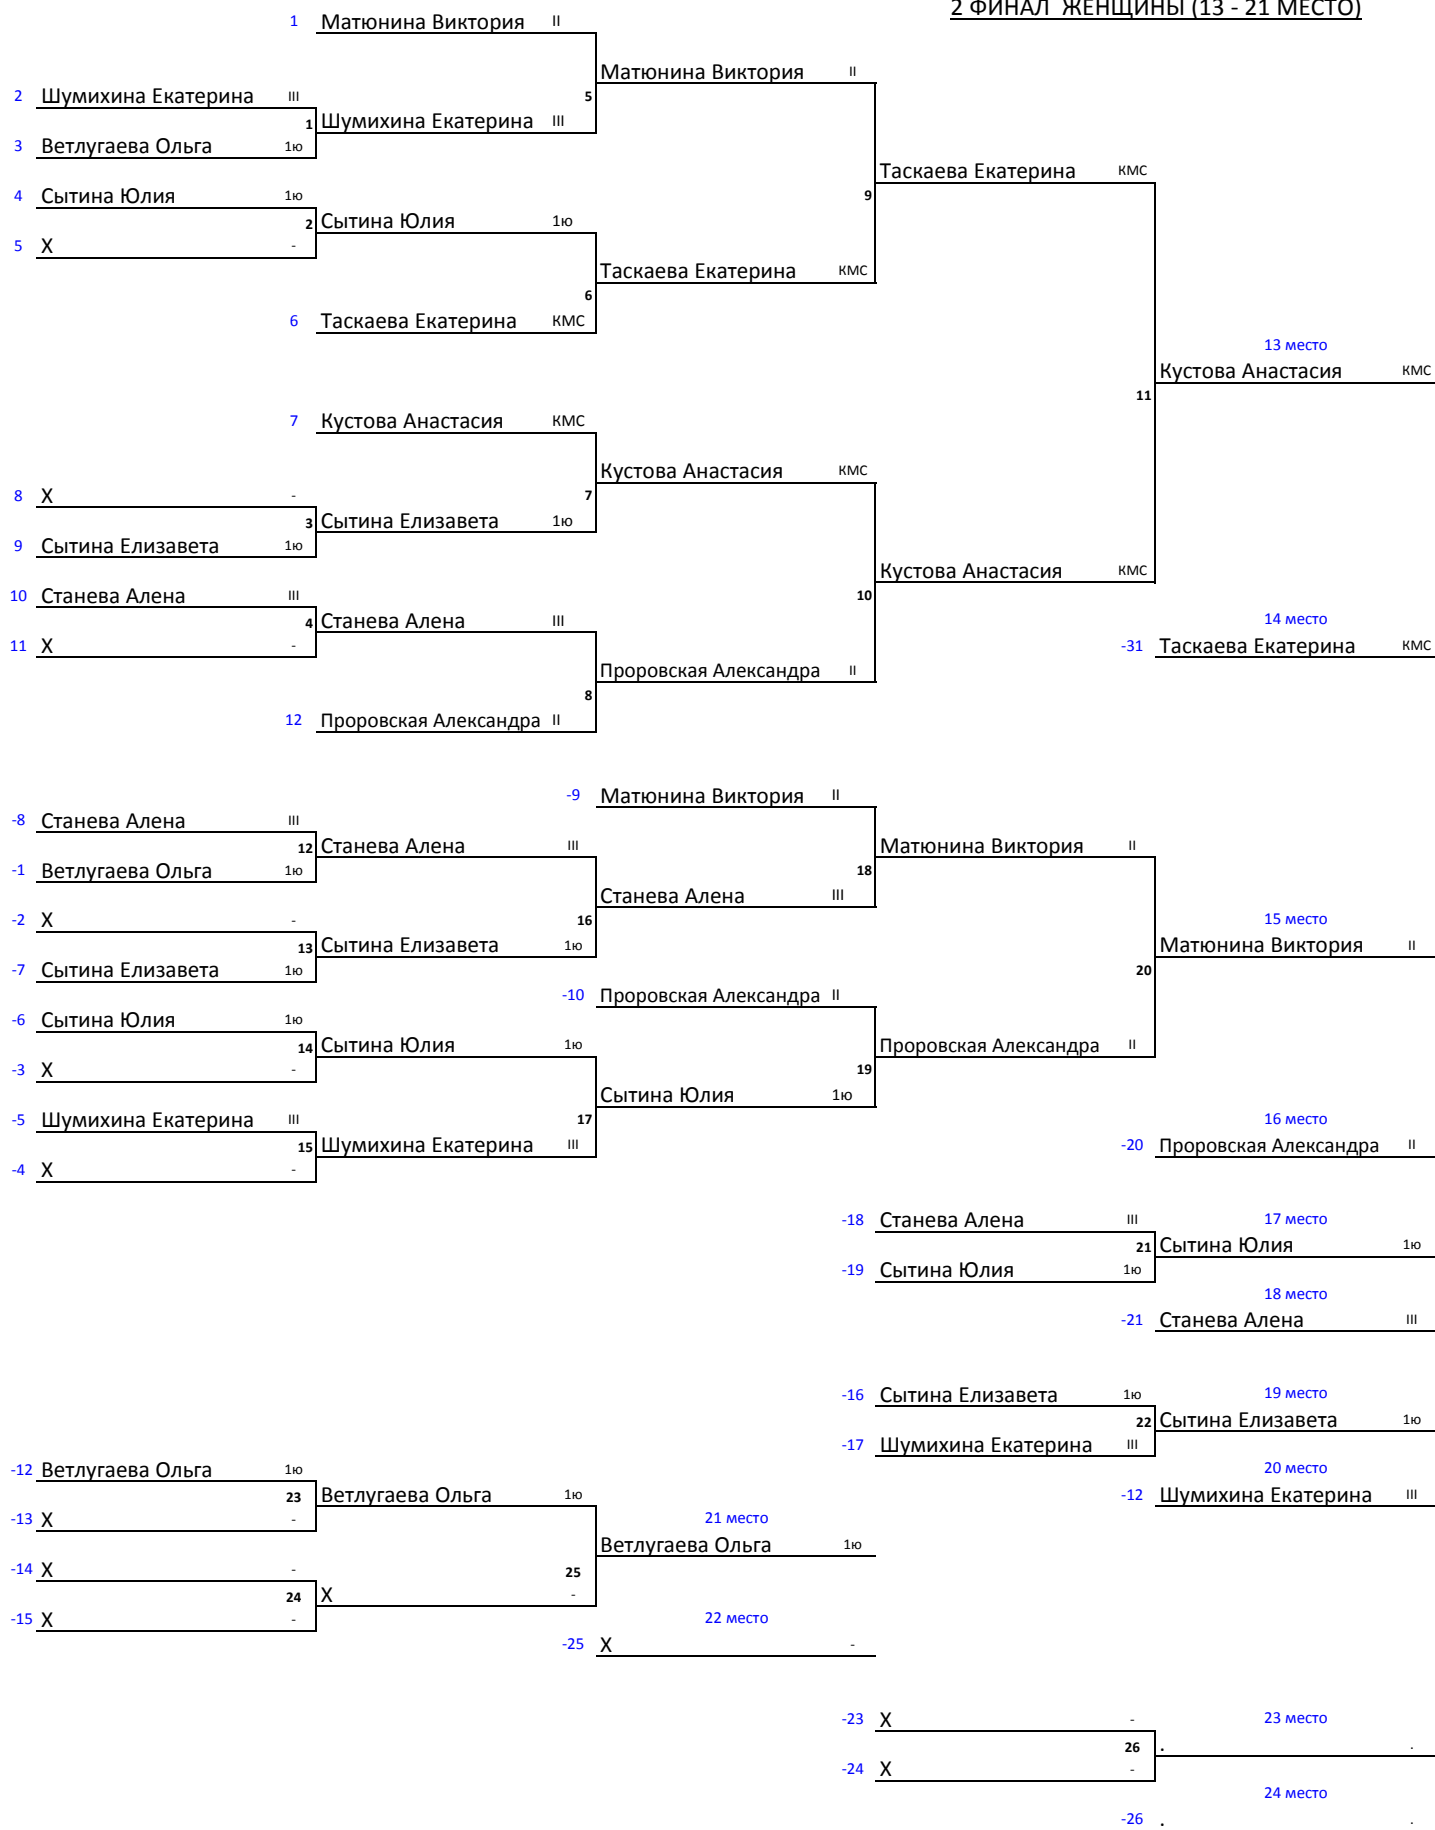 2 ФИНАЛ ЖЕНЩИНЫ (13 - 21 МЕСТО)
1 Матюнина Виктория II
Матюнина Виктория II
2 Шумихина Екатерина III
5
1 Шумихина Екатерина III
3 Ветлугаева Ольга 1ю
Таскаева Екатерина КМС
4 Сытина Юлия 1ю
9
2 Сытина Юлия 1ю
5 X -
Таскаева Екатерина КМС
6
6 Таскаева Екатерина КМС
13 место
Кустова Анастасия КМС
11
7 Кустова Анастасия КМС
Кустова Анастасия КМС
8 X -
7
3 Сытина Елизавета 1ю
9 Сытина Елизавета 1ю
Кустова Анастасия КМС
10 Станева Алена III
10
4 Станева Алена III
14 место
11 X -
-31 Таскаева Екатерина КМС
Проровская Александра II
8
12 Проровская Александра II
-9 Матюнина Виктория II
-8 Станева Алена III
12 Станева Алена III
Матюнина Виктория II
-1 Ветлугаева Ольга 1ю
18
Станева Алена III
-2 X -
16
15 место
13 Сытина Елизавета 1ю
Матюнина Виктория II
-7 Сытина Елизавета 1ю
20
-10 Проровская Александра II
-6 Сытина Юлия 1ю
14 Сытина Юлия 1ю
Проровская Александра II
-3 X -
19
Сытина Юлия 1ю
-5 Шумихина Екатерина III
17
16 место
15 Шумихина Екатерина III
-20 Проровская Александра II
-4 X -
-18 Станева Алена III
17 место
21 Сытина Юлия 1ю
-19 Сытина Юлия 1ю
18 место
-21 Станева Алена III
-16 Сытина Елизавета 1ю
19 место
22 Сытина Елизавета 1ю
-17 Шумихина Екатерина III
20 место
-12 Ветлугаева Ольга 1ю
23 Ветлугаева Ольга 1ю
-12 Шумихина Екатерина III
-13 X -
21 место
Ветлугаева Ольга 1ю
-14 X -
25
24 X -
-15 X -
22 место
-25 X -
-23 X -
23 место
26 . .
-24 X -
24 место
-26 . .